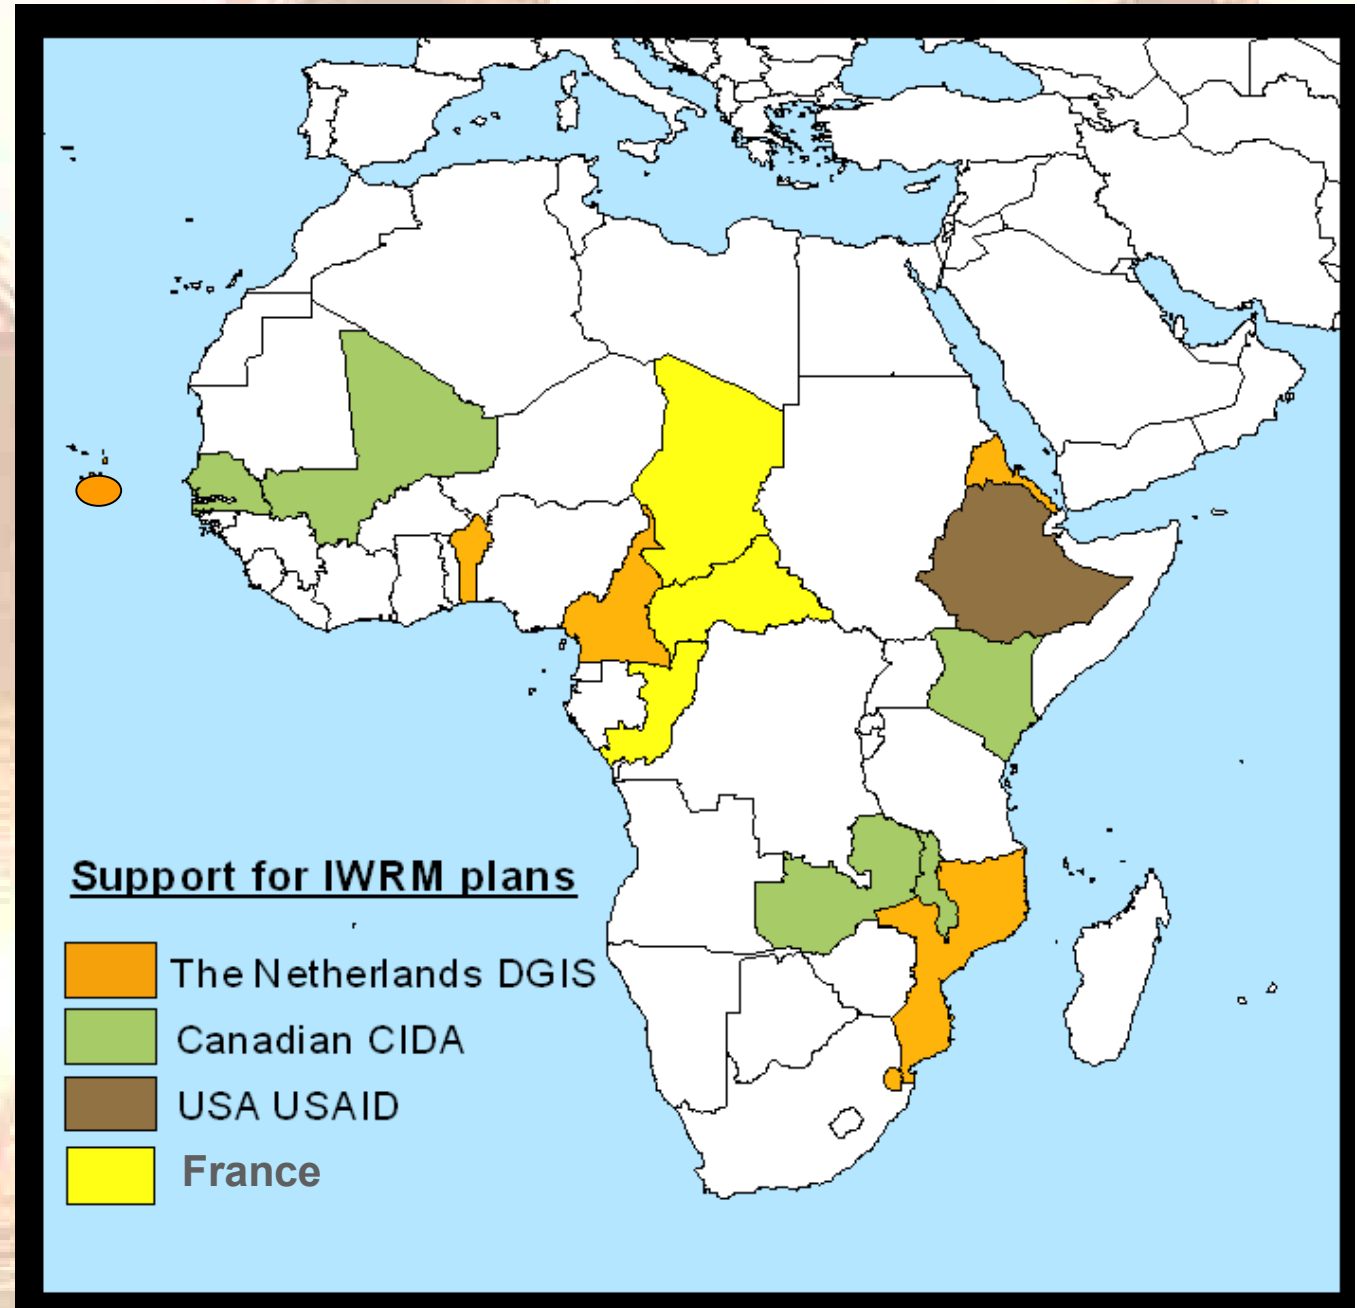 Support for IWRM plans
The Netherlands DGIS
Canadian CIDA
USA USAID
France